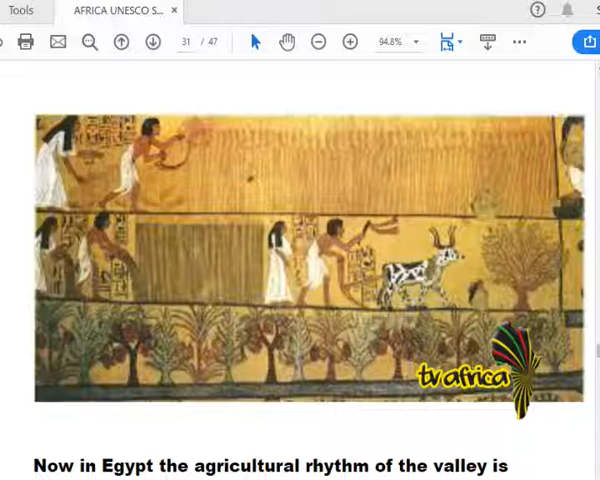 Tools
AFRICA UNESCO S... ×
31 / 47
94.8%
tv africa
Now in Egypt the agricultural rhythm of the valley is